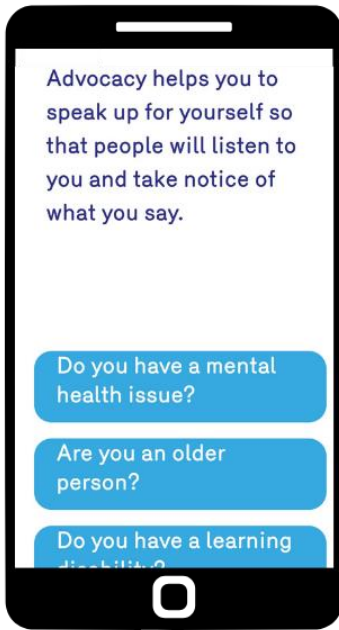 Advocacy helps you to
speak up for yourself so
that people will listen to
you and take notice of
what you say.
Do you have a mental
health issue?
Are you an older
person?
Do you have a learning
disability?